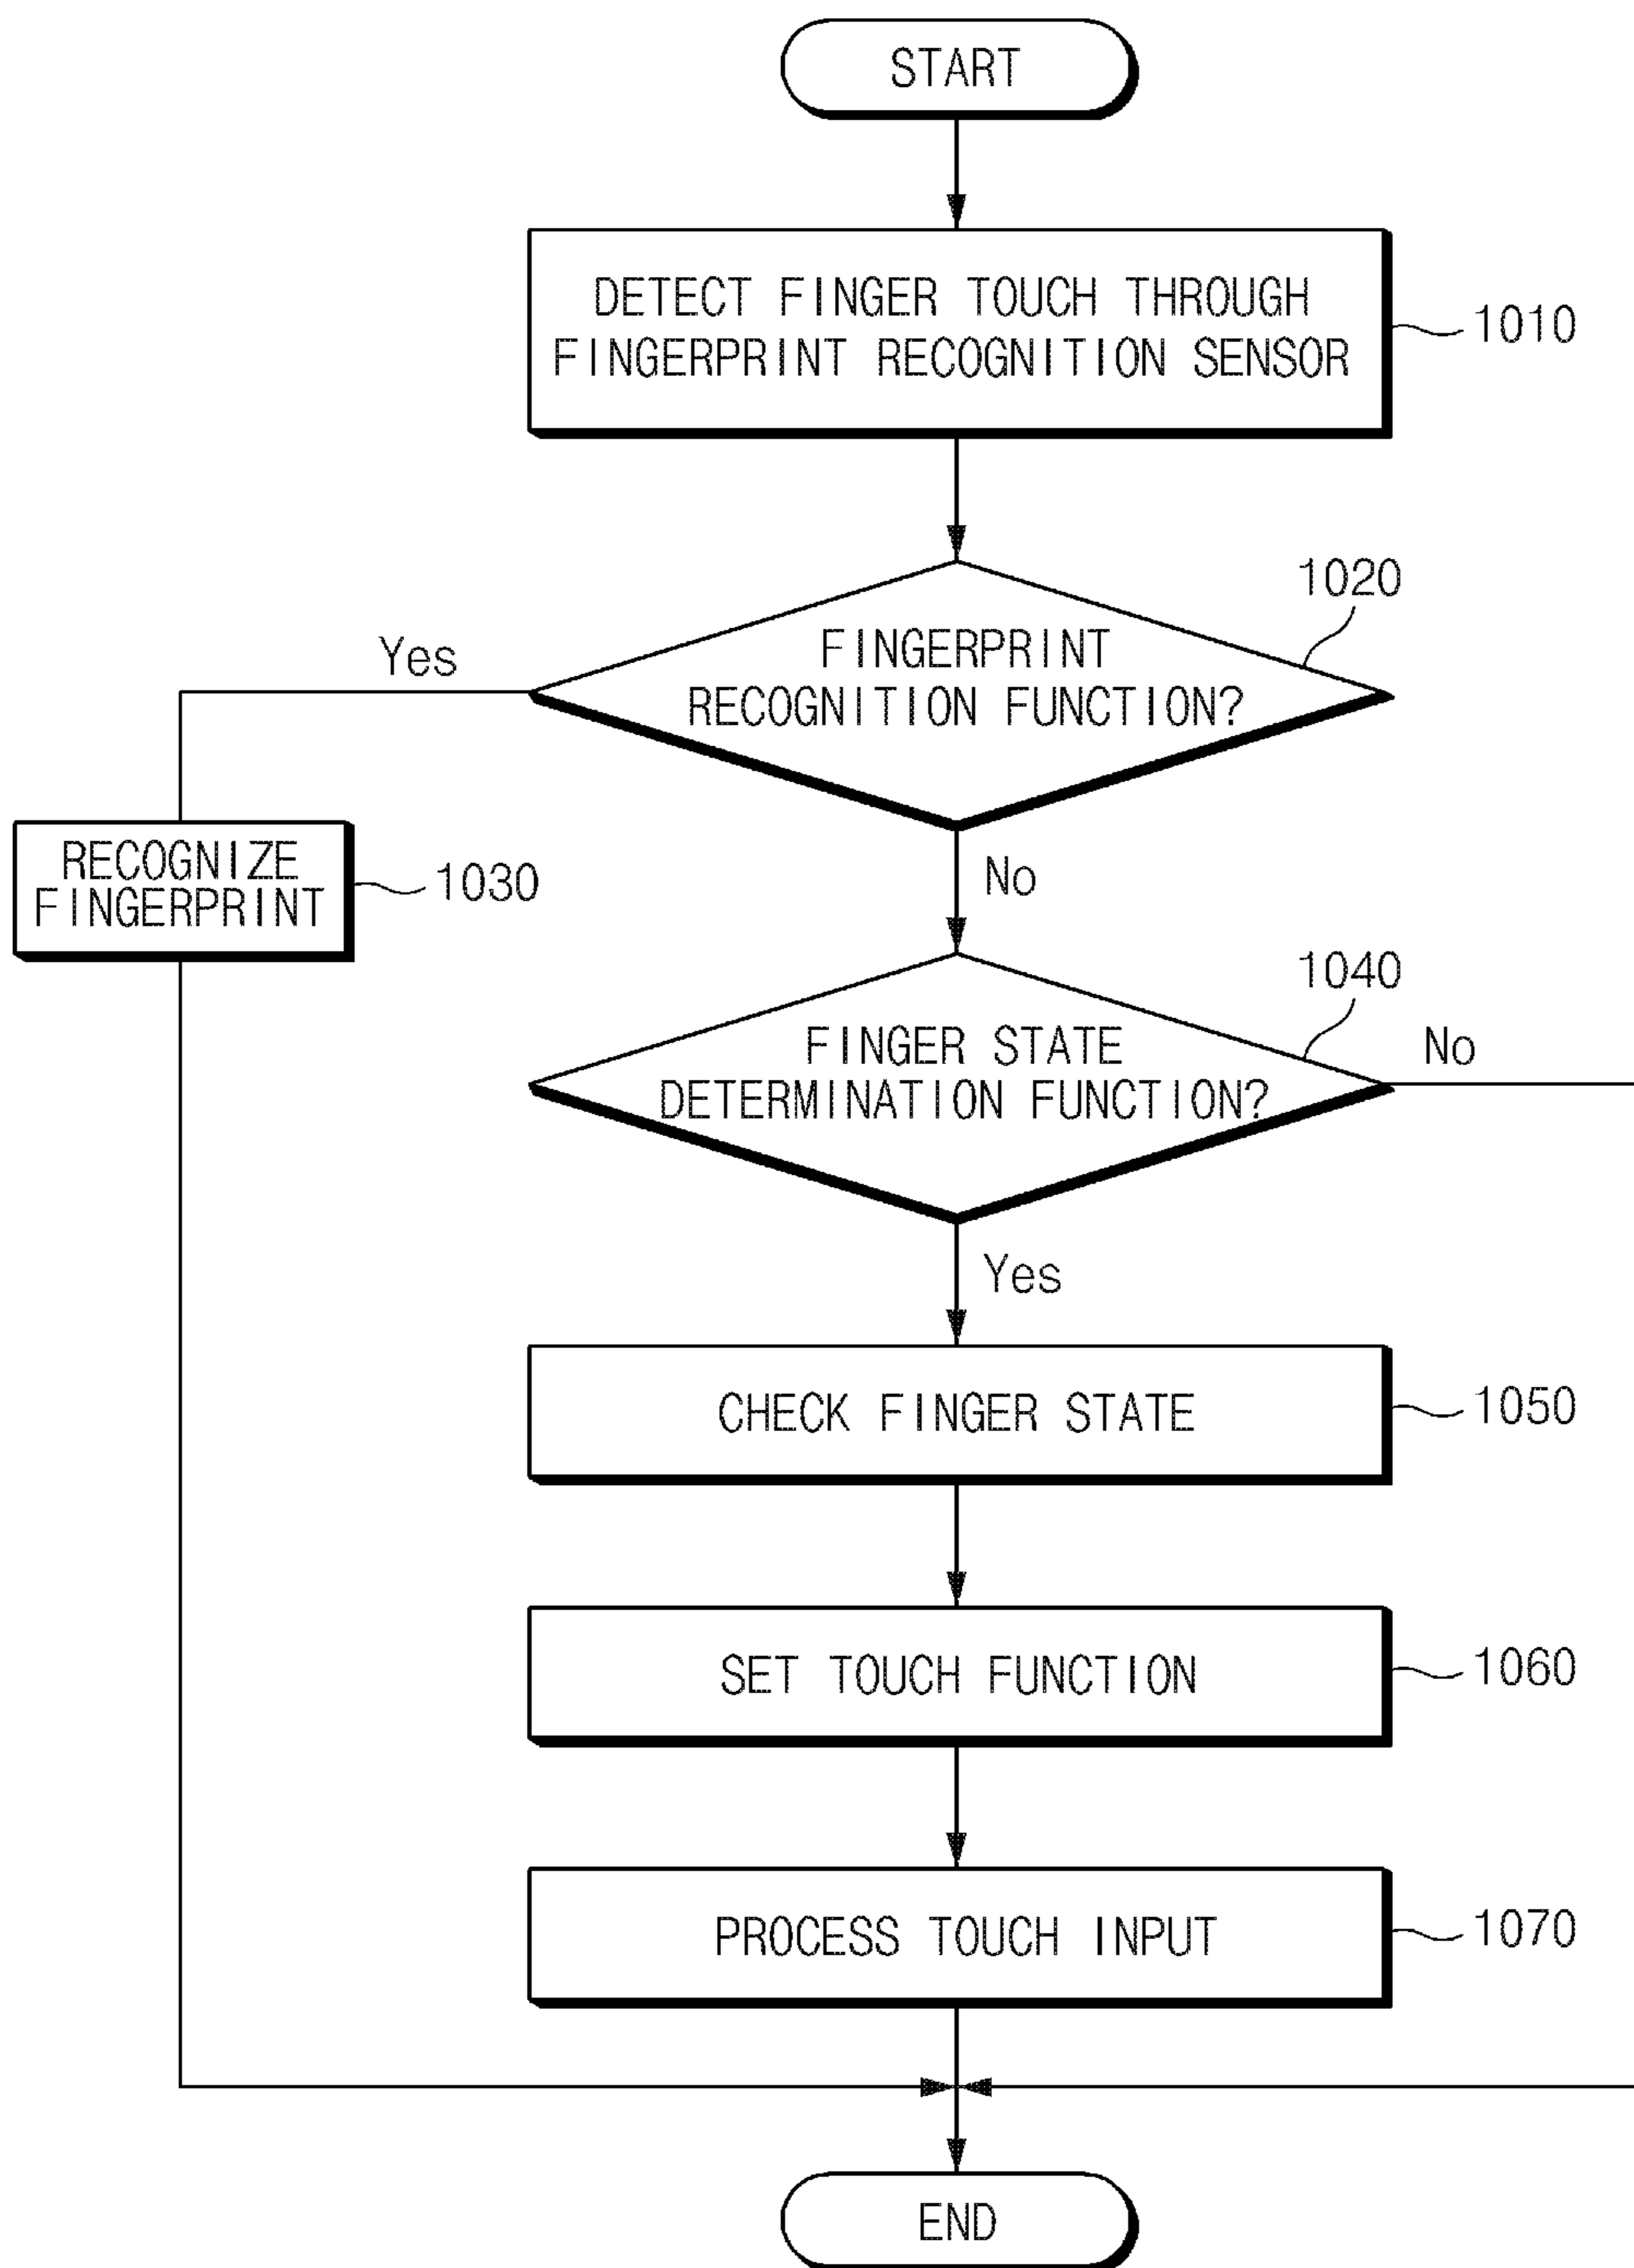 START
DETECT FINGER TOUCH THROUGH
FINGERPRINT RECOGNITION SENSOR
1010
1020
FINGERPRINT
RECOGNITION FUNCTION?
Yes
RECOGNIZE
FINGERPRINT
1030
No
1040
FINGER STATE
DETERMINATION FUNCTION?
No
Yes
CHECK FINGER STATE
1050
SET TOUCH FUNCTION
1060
PROCESS TOUCH INPUT
1070
END